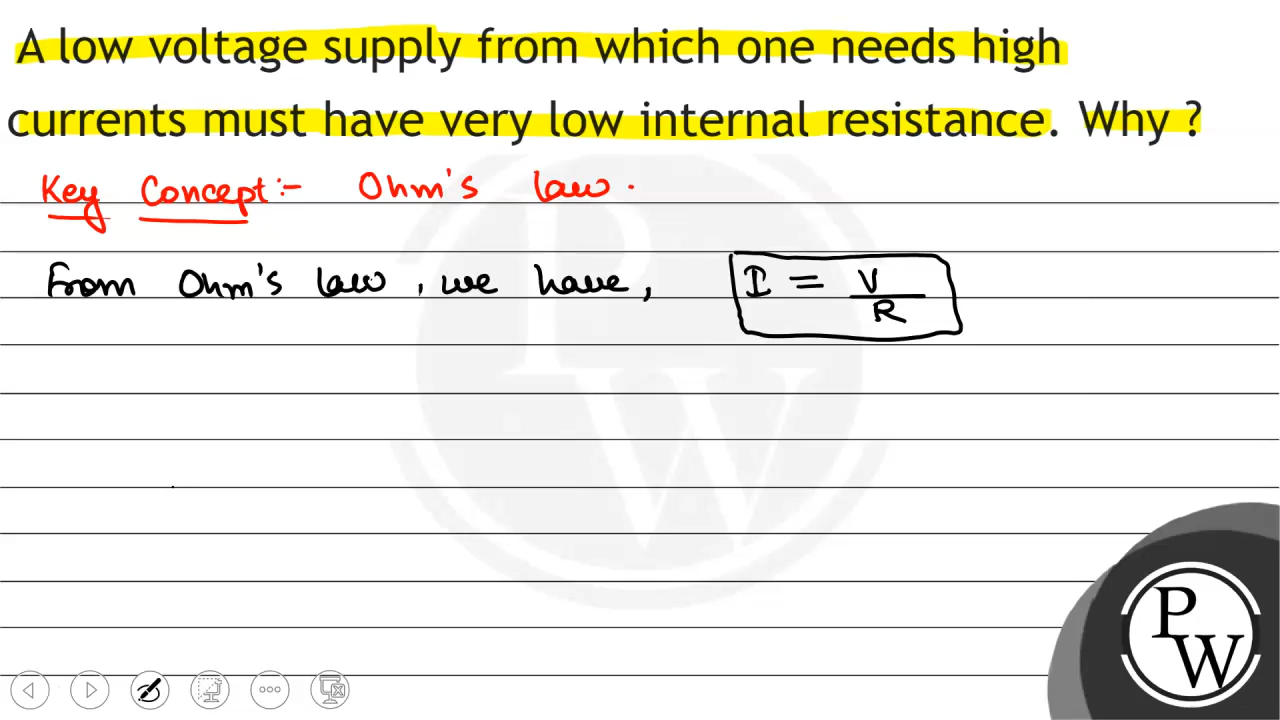 A low voltage supply from which one needs high
currents must have very low internal resistance. Why ?
Key Concept :- Ohm's law .
From Ohm's law , we have, I = V/R
PW
PW